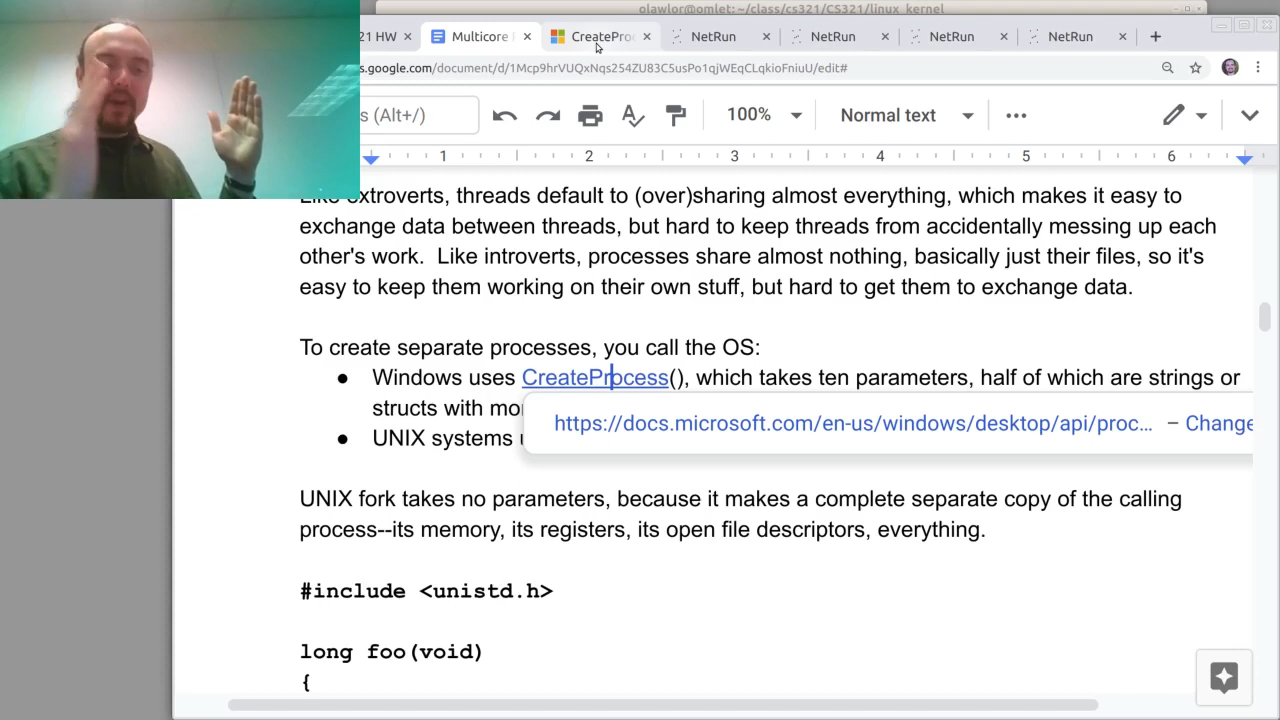 olawlor@omlet: ~/class/cs321/CS321/linux_kernel
21 HW × Multicore × CreateProc × NetRun × NetRun × NetRun × NetRun × +
s.google.com/document/d/1Mcp9hrVUQxNqs254ZU83C5usPo1qjWEqCLqkioFniuU/edit#
s (Alt+/) 100% Normal text
1 2 3 4 5 6
Like extroverts, threads default to (over)sharing almost everything, which makes it easy to
exchange data between threads, but hard to keep threads from accidentally messing up each
other's work. Like introverts, processes share almost nothing, basically just their files, so it's
easy to keep them working on their own stuff, but hard to get them to exchange data.
To create separate processes, you call the OS:
● Windows uses CreateProcess(), which takes ten parameters, half of which are strings or
structs with mor
https://docs.microsoft.com/en-us/windows/desktop/api/proc... – Change
● UNIX systems
UNIX fork takes no parameters, because it makes a complete separate copy of the calling
process--its memory, its registers, its open file descriptors, everything.
#include <unistd.h>
long foo(void)
{